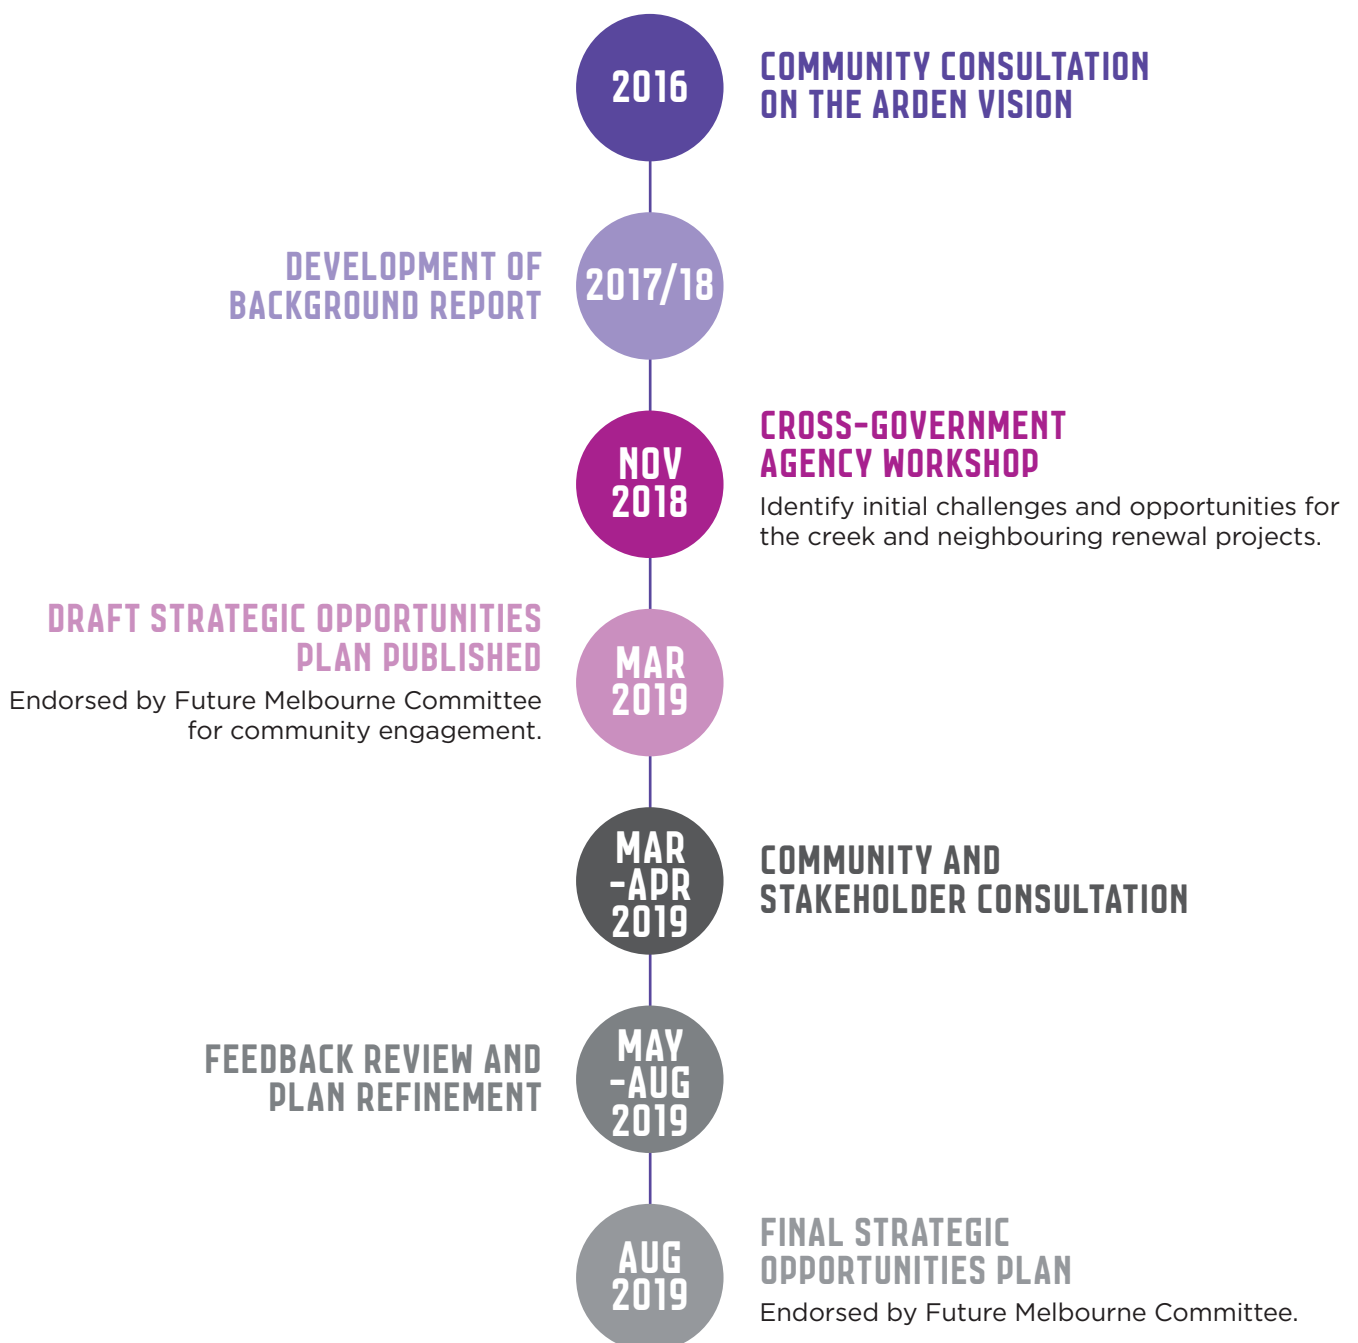 2016
COMMUNITY CONSULTATION
ON THE ARDEN VISION
DEVELOPMENT OF
BACKGROUND REPORT
2017/18
NOV
2018
CROSS-GOVERNMENT
AGENCY WORKSHOP
Identify initial challenges and opportunities for
the creek and neighbouring renewal projects.
DRAFT STRATEGIC OPPORTUNITIES
PLAN PUBLISHED
Endorsed by Future Melbourne Committee
for community engagement.
MAR
2019
MAR
-APR
2019
COMMUNITY AND
STAKEHOLDER CONSULTATION
FEEDBACK REVIEW AND
PLAN REFINEMENT
MAY
-AUG
2019
AUG
2019
FINAL STRATEGIC
OPPORTUNITIES PLAN
Endorsed by Future Melbourne Committee.